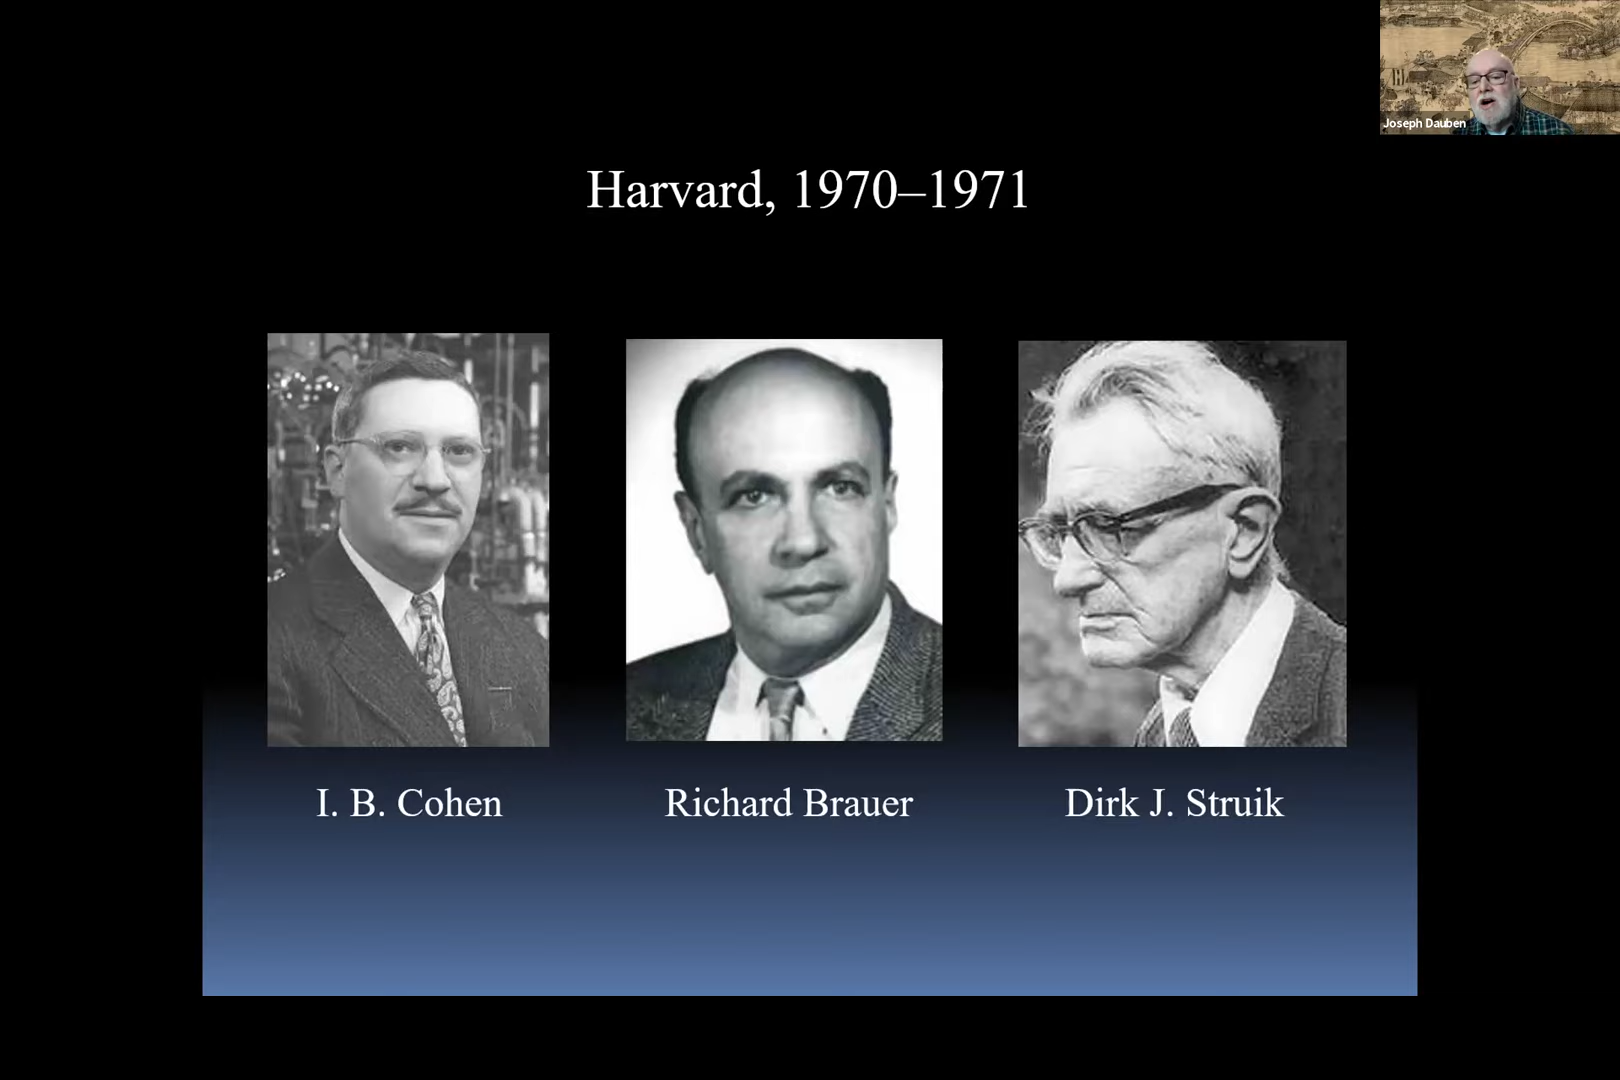 Joseph Dauben
Harvard, 1970–1971
I. B. Cohen
Richard Brauer
Dirk J. Struik